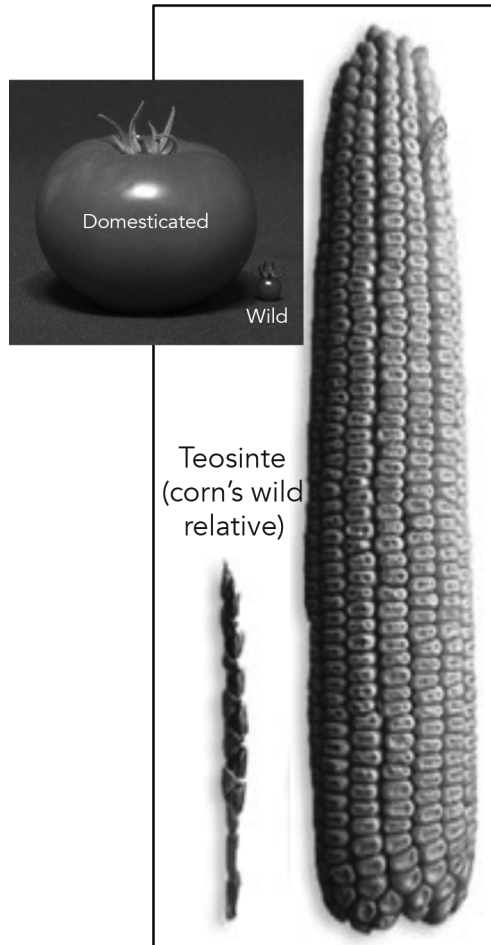 Domesticated
Wild
Teosinte
(corn’s wild
relative)